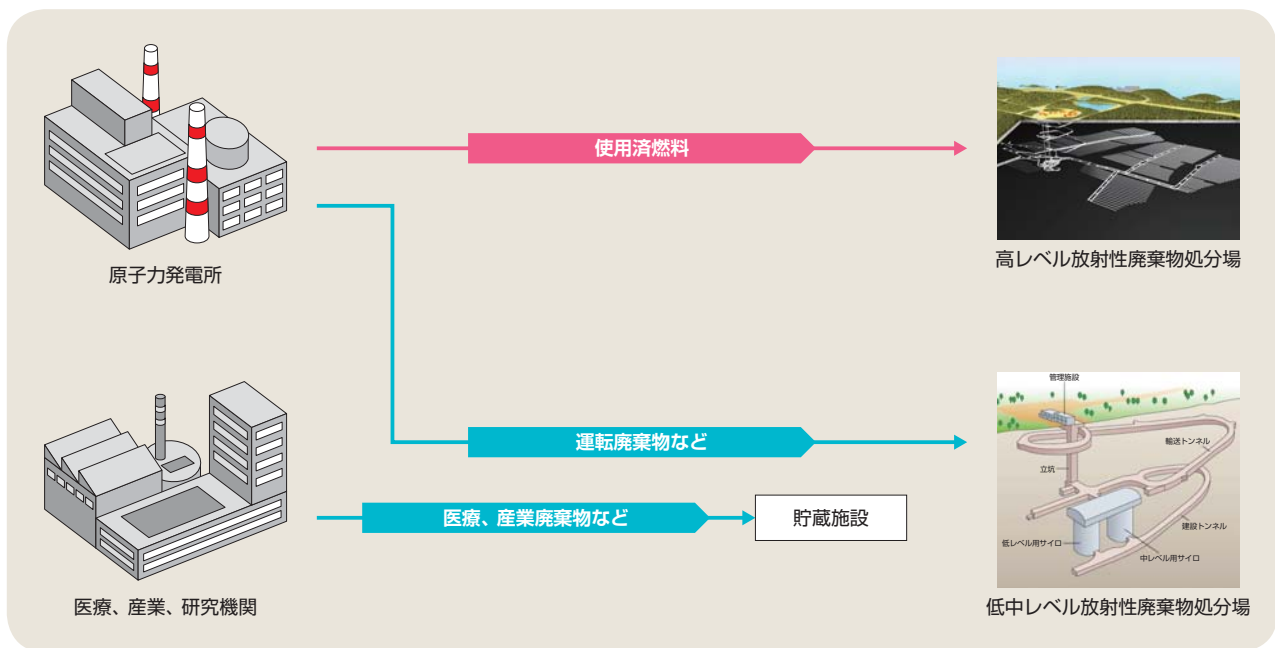 使用済燃料
原子力発電所
高レベル放射性廃棄物処分場
運転廃棄物など
医療、産業廃棄物など
貯蔵施設
医療、産業、研究機関
管理施設
輸送トンネル
立坑
建設トンネル
低レベル用サイロ
中レベル用サイロ
低中レベル放射性廃棄物処分場